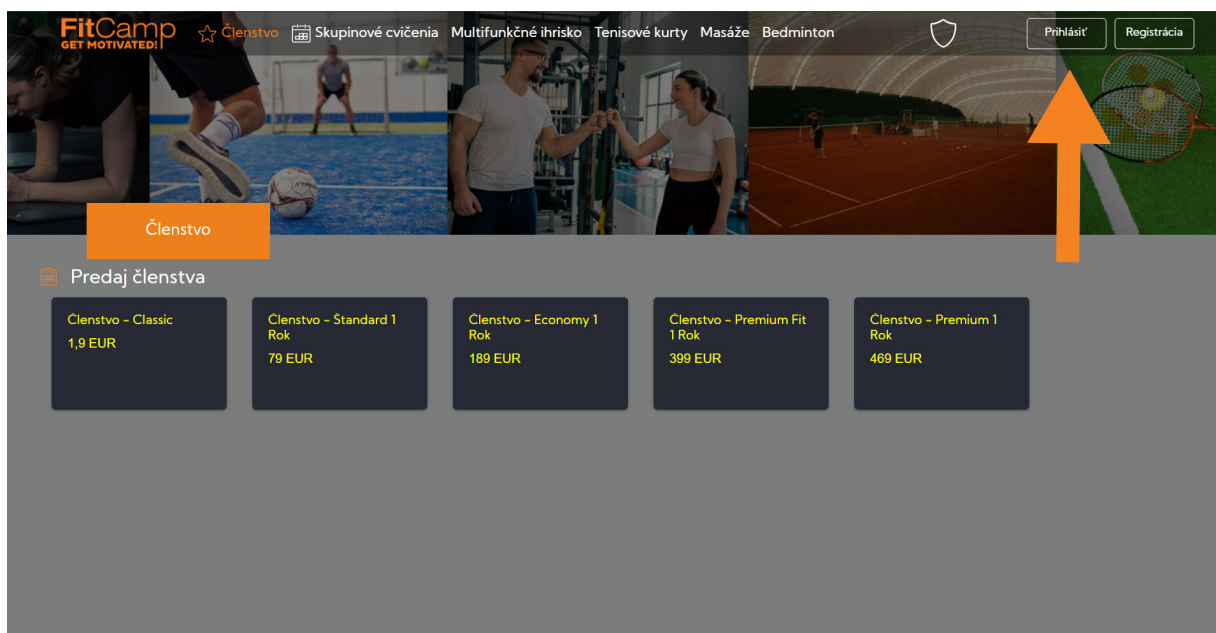 FitCamp
GET MOTIVATED!
Členstvo
Skupinové cvičenia
Multifunkčné ihrisko
Tenisové kurty
Masáže
Bedminton
Prihlásiť
Registrácia
Členstvo
Predaj členstva
Členstvo - Classic
1,9 EUR
Členstvo - Štandard 1
Rok
79 EUR
Členstvo - Economy 1
Rok
189 EUR
Členstvo - Premium Fit
1 Rok
399 EUR
Členstvo - Premium 1
Rok
469 EUR